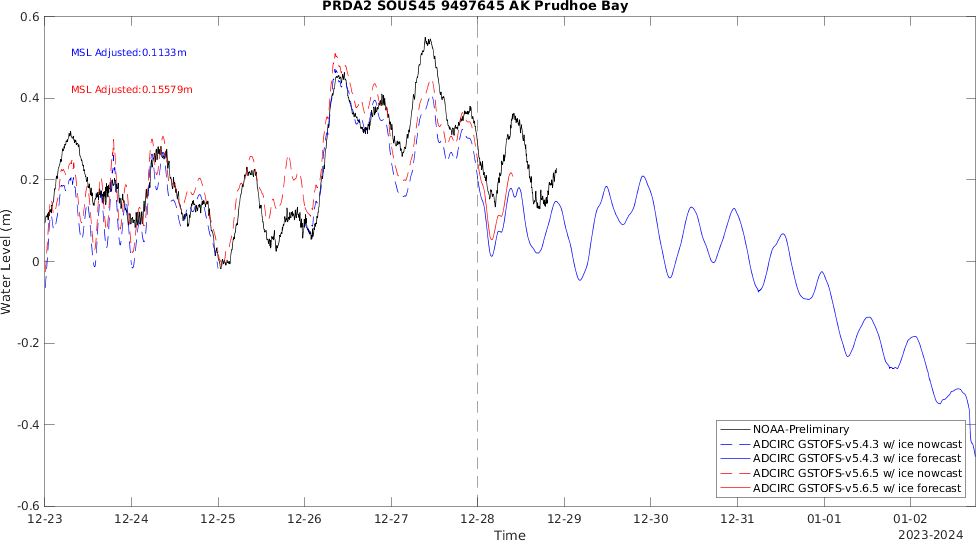 PRDA2 SOUS45 9497645 AK Prudhoe Bay
MSL Adjusted:0.1133m
MSL Adjusted:0.15579m
Water Level (m)
0.6
0.4
0.2
0
-0.2
-0.4
-0.6
NOAA-Preliminary
ADCIRC GSTOFS-v5.4.3 w/ ice nowcast
ADCIRC GSTOFS-v5.4.3 w/ ice forecast
ADCIRC GSTOFS-v5.6.5 w/ ice nowcast
ADCIRC GSTOFS-v5.6.5 w/ ice forecast
12-23 12-24 12-25 12-26 12-27 12-28 12-29 12-30 12-31 01-01 01-02
Time
2023-2024